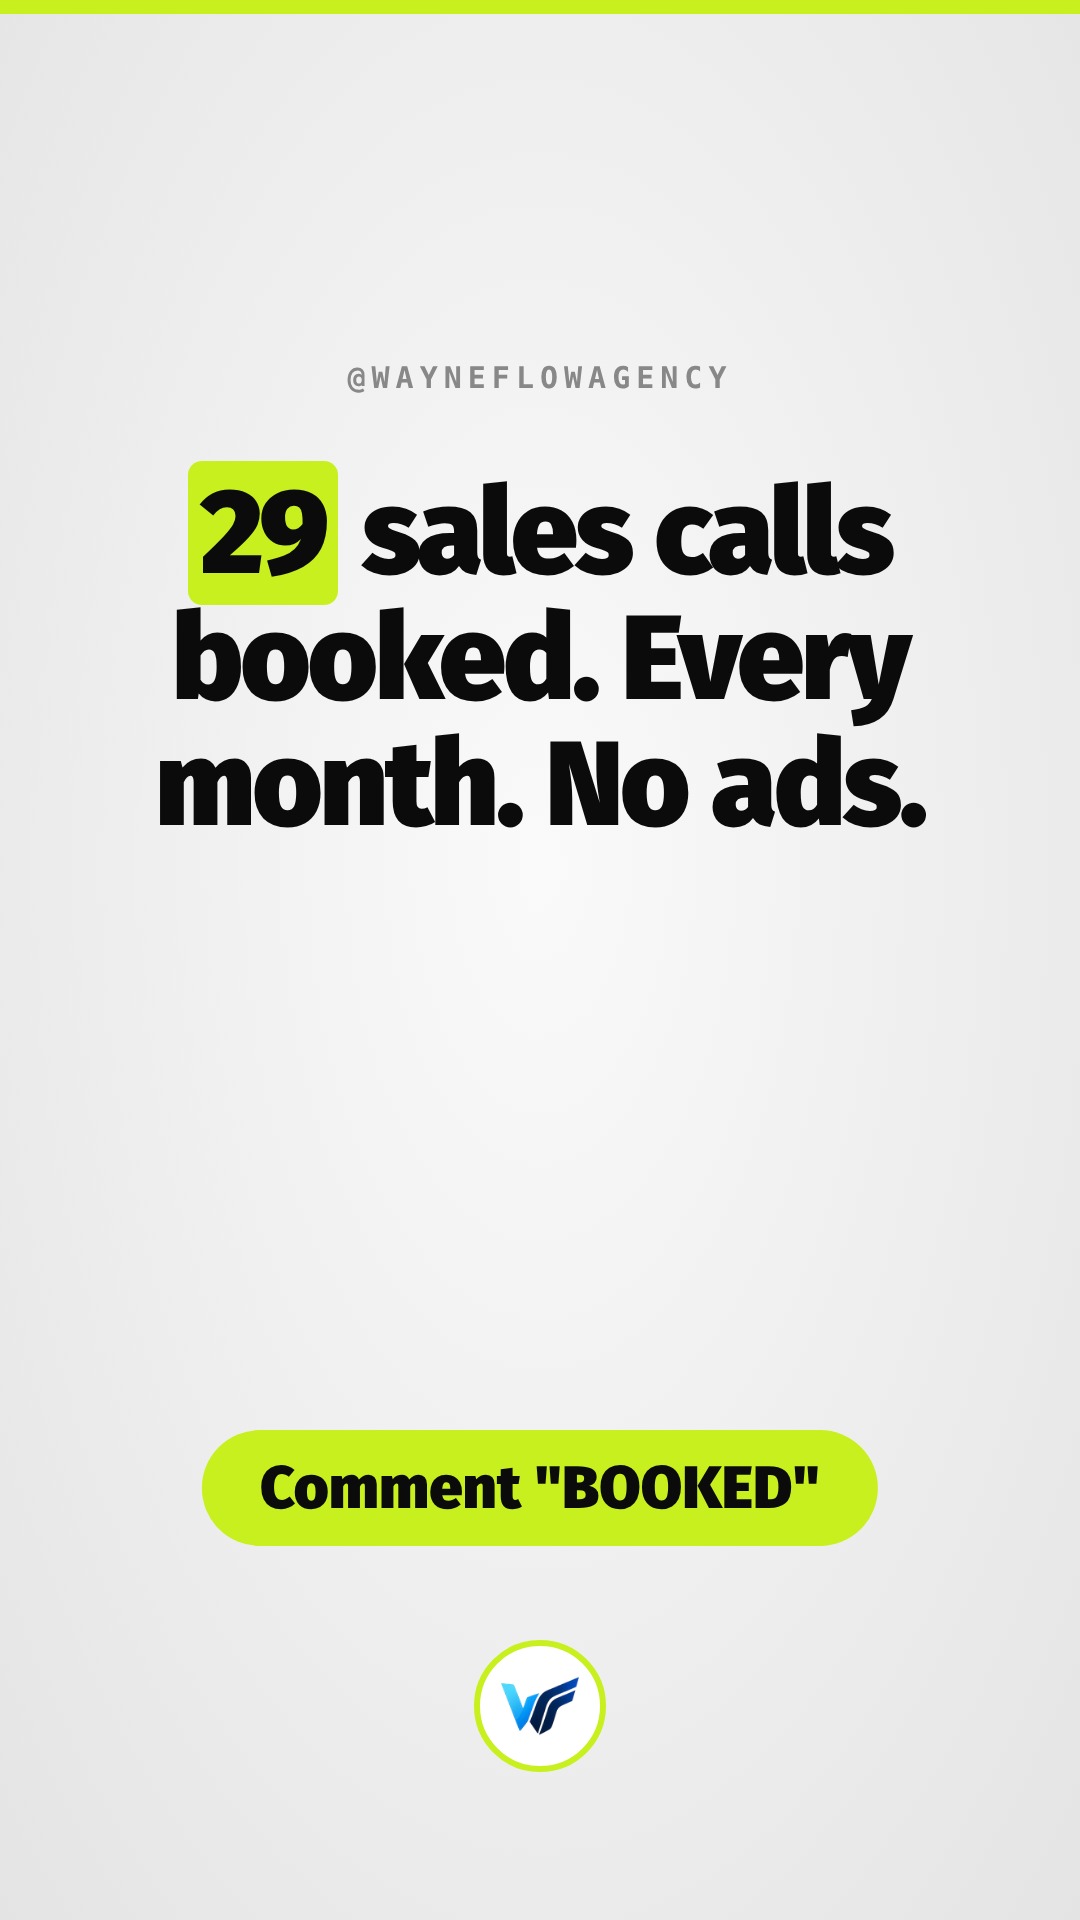 @WAYNEFLOWAGENCY
29 sales calls
booked. Every
month. No ads.
Comment "BOOKED"